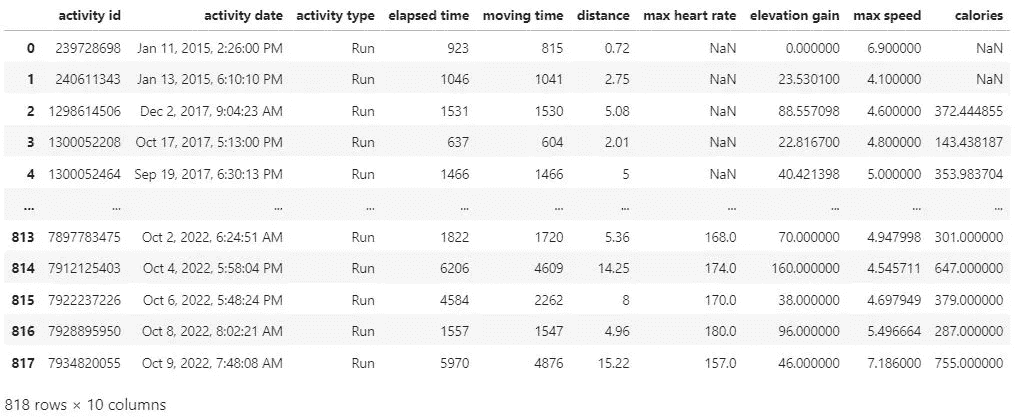 activity id activity date activity type elapsed time moving time distance max heart rate elevation gain max speed calories
0 239728698 Jan 11, 2015, 2:26:00 PM Run 923 815 0.72 NaN 0.000000 6.900000 NaN
1 240611343 Jan 13, 2015, 6:10:10 PM Run 1046 1041 2.75 NaN 23.530100 4.100000 NaN
2 1298614506 Dec 2, 2017, 9:04:23 AM Run 1531 1530 5.08 NaN 88.557098 4.600000 372.444855
3 1300052208 Oct 17, 2017, 5:13:00 PM Run 637 604 2.01 NaN 22.816700 4.800000 143.438187
4 1300052464 Sep 19, 2017, 6:30:13 PM Run 1466 1466 5 NaN 40.421398 5.000000 353.983704
... ... ... ... ... ... ... ... ... ... ...
813 7897783475 Oct 2, 2022, 6:24:51 AM Run 1822 1720 5.36 168.0 70.000000 4.947998 301.000000
814 7912125403 Oct 4, 2022, 5:58:04 PM Run 6206 4609 14.25 174.0 160.000000 4.545711 647.000000
815 7922237226 Oct 6, 2022, 5:48:24 PM Run 4584 2262 8 170.0 38.000000 4.697949 379.000000
816 7928895950 Oct 8, 2022, 8:02:21 AM Run 1557 1547 4.96 180.0 96.000000 5.496664 287.000000
817 7934820055 Oct 9, 2022, 7:48:08 AM Run 5970 4876 15.22 157.0 46.000000 7.186000 755.000000
818 rows × 10 columns